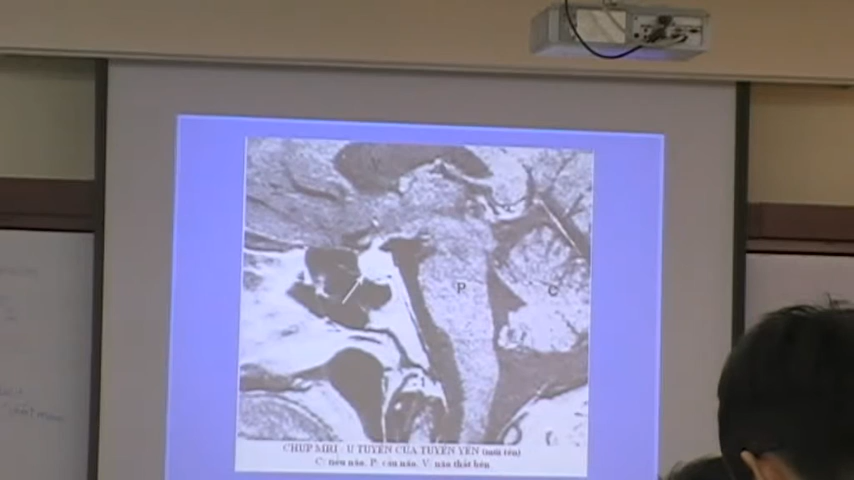 V
P
C
CHỤP MRI : U TUYẾN CỦA TUYẾN YÊN (mũi tên)
C: tiểu não, P: cầu não, V: não thất bên.